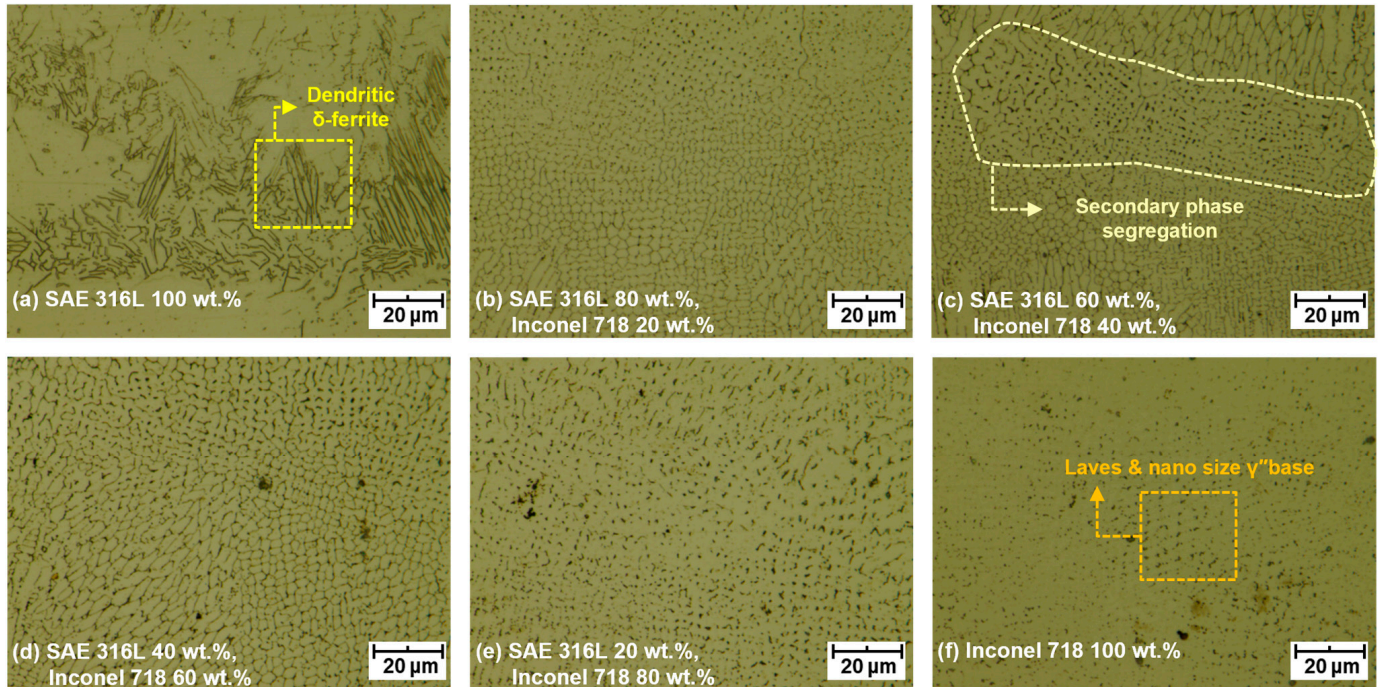 Dendritic
δ-ferrite
(a) SAE 316L 100 wt.%
20 µm
(b) SAE 316L 80 wt.%,
Inconel 718 20 wt.%
20 µm
Secondary phase
segregation
(c) SAE 316L 60 wt.%,
Inconel 718 40 wt.%
20 µm
(d) SAE 316L 40 wt.%,
Inconel 718 60 wt.%
20 µm
(e) SAE 316L 20 wt.%,
Inconel 718 80 wt.%
20 µm
Laves & nano size γ″base
(f) Inconel 718 100 wt.%
20 µm